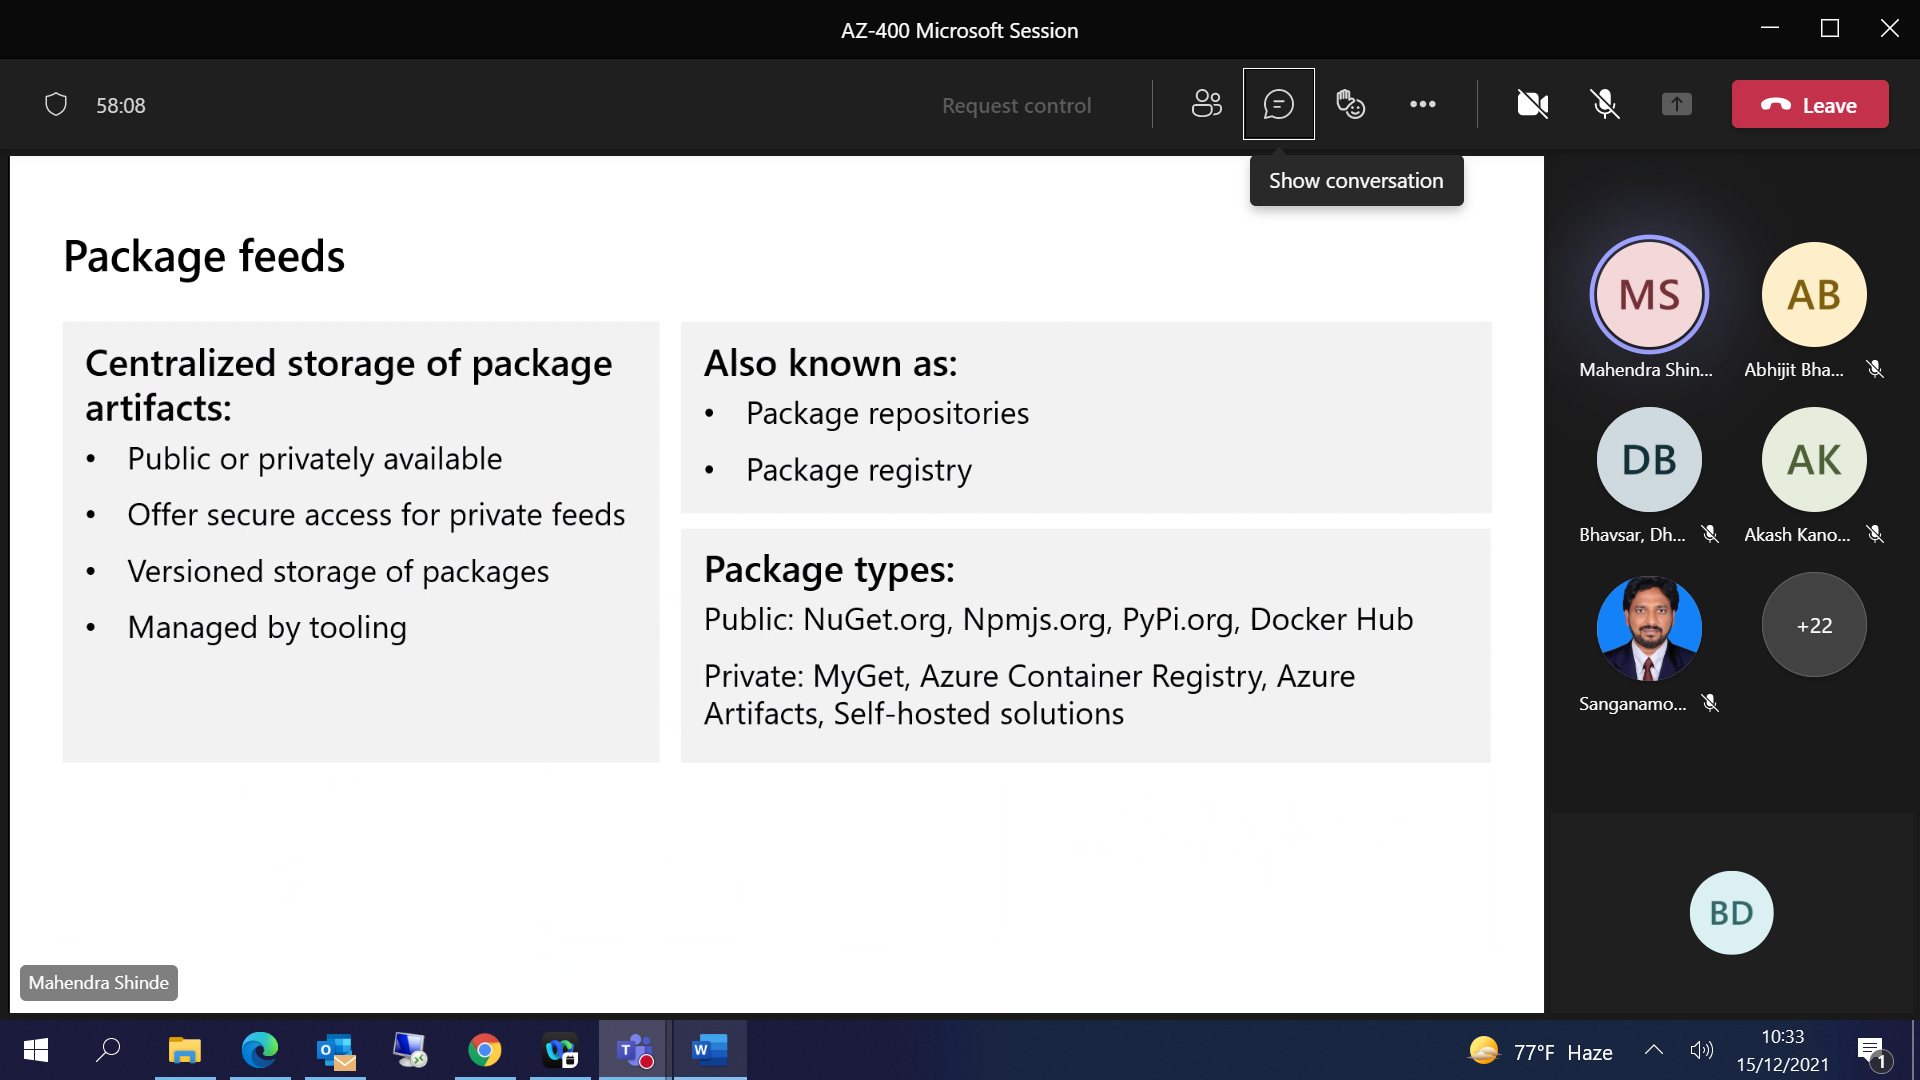 AZ-400 Microsoft Session
58:08
Request control
Leave
Show conversation
Package feeds
Centralized storage of package
artifacts:
• Public or privately available
• Offer secure access for private feeds
• Versioned storage of packages
• Managed by tooling
Also known as:
• Package repositories
• Package registry
Package types:
Public: NuGet.org, Npmjs.org, PyPi.org, Docker Hub
Private: MyGet, Azure Container Registry, Azure
Artifacts, Self-hosted solutions
MS
Mahendra Shin...
AB
Abhijit Bha...
DB
Bhavsar, Dh...
AK
Akash Kano...
Sanganamo...
+22
BD
Mahendra Shinde
77°F Haze
10:33
15/12/2021
1